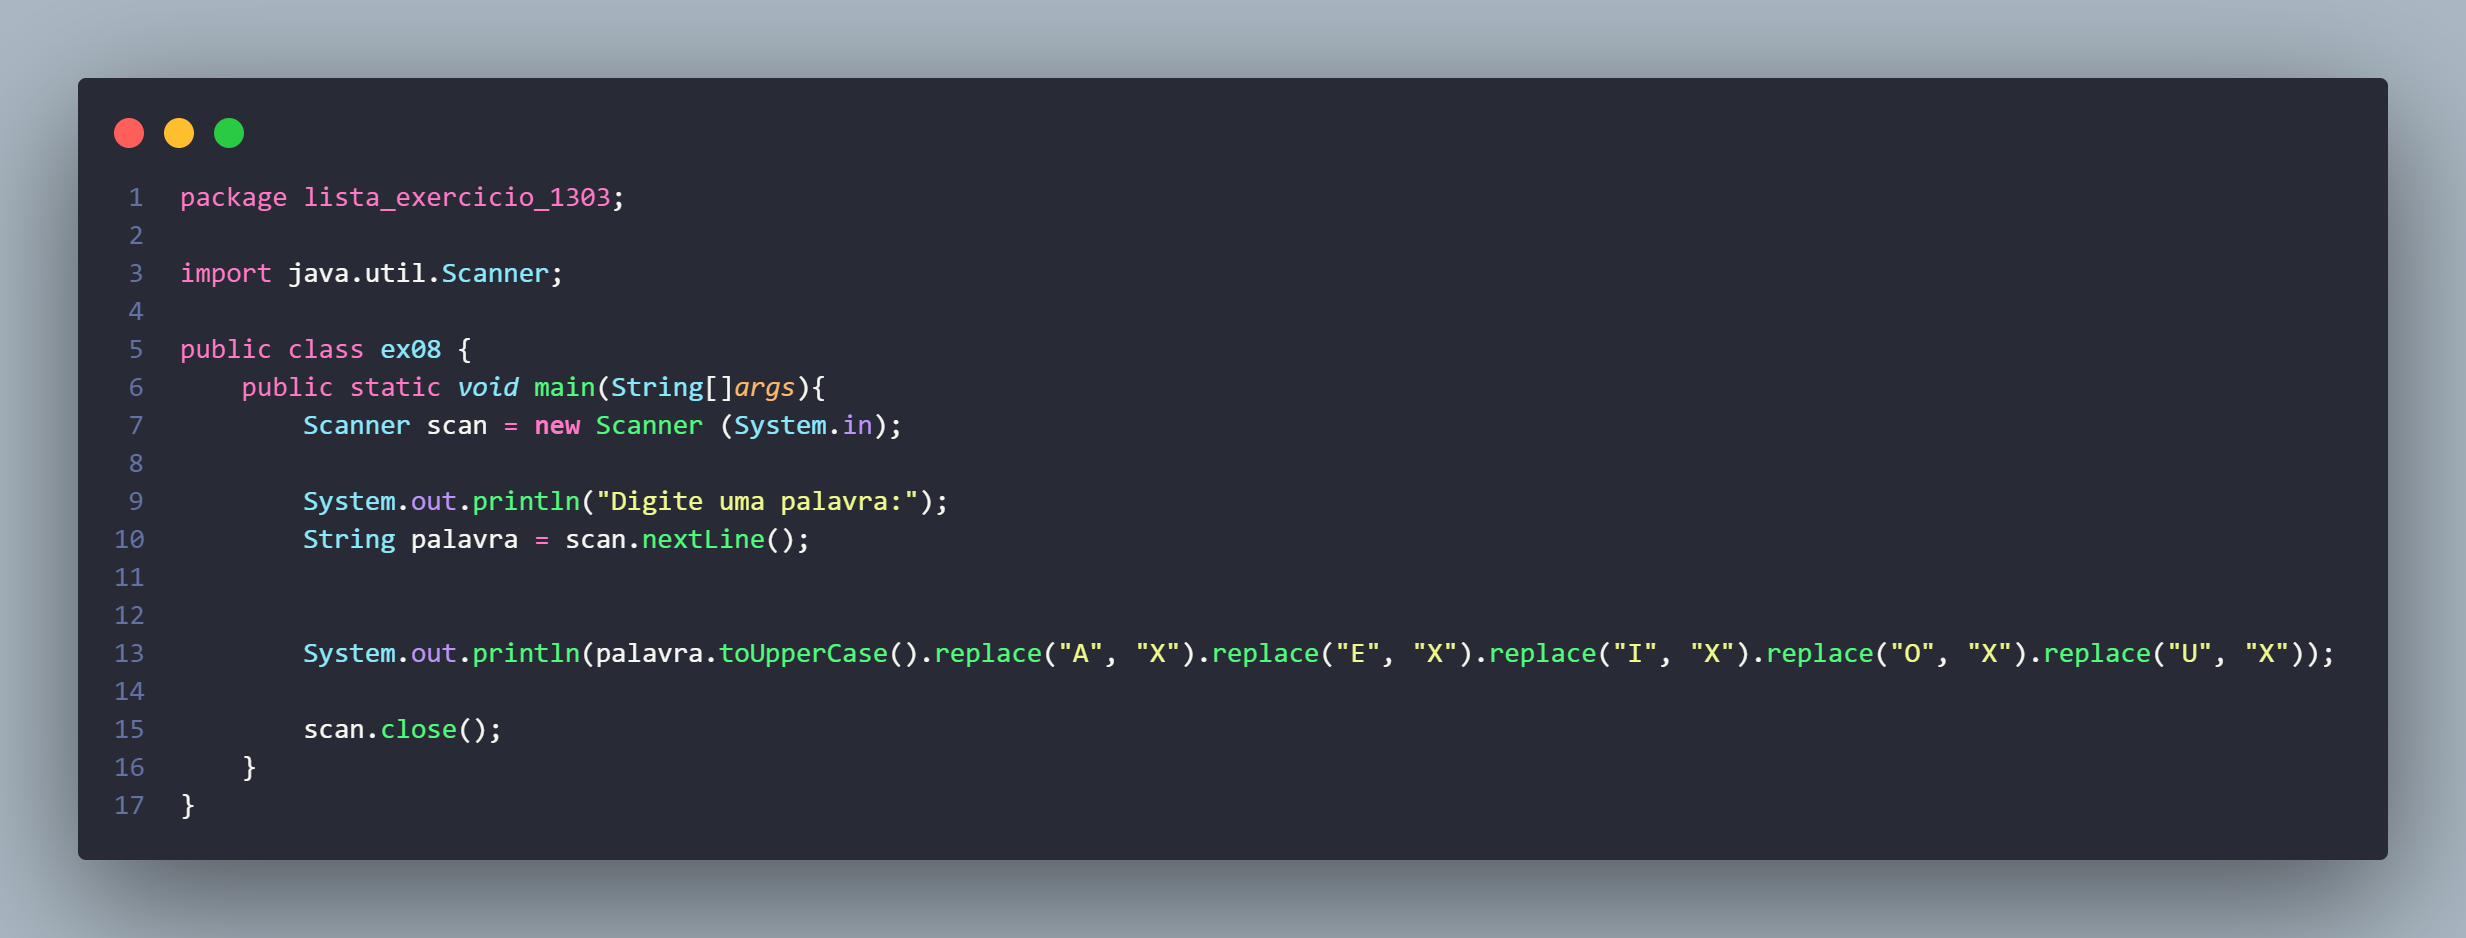 1 package lista_exercicio_1303;
2
3 import java.util.Scanner;
4
5 public class ex08 {
6     public static void main(String[]args){
7         Scanner scan = new Scanner (System.in);
8
9         System.out.println("Digite uma palavra:");
10         String palavra = scan.nextLine();
11
12
13         System.out.println(palavra.toUpperCase().replace("A", "X").replace("E", "X").replace("I", "X").replace("O", "X").replace("U", "X"));
14
15         scan.close();
16     }
17 }